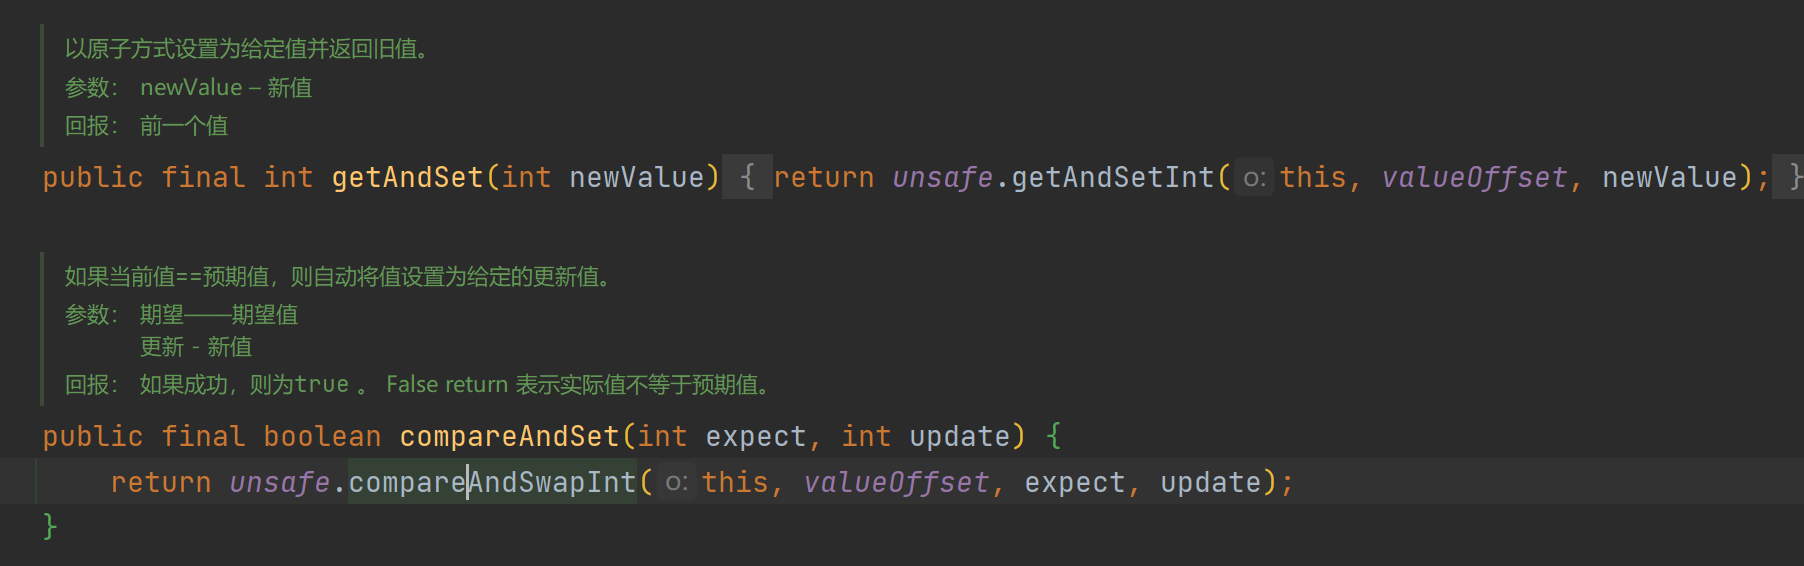 以原子方式设置为给定值并返回旧值。
参数： newValue – 新值
回报： 前一个值
public final int getAndSet(int newValue) { return unsafe.getAndSetInt( o: this, valueOffset, newValue); }
如果当前值==预期值，则自动将值设置为给定的更新值。
参数： 期望——期望值
更新 - 新值
回报： 如果成功，则为true 。 False return 表示实际值不等于预期值。
public final boolean compareAndSet(int expect, int update) {
return unsafe.compareAndSwapInt( o: this, valueOffset, expect, update);
}